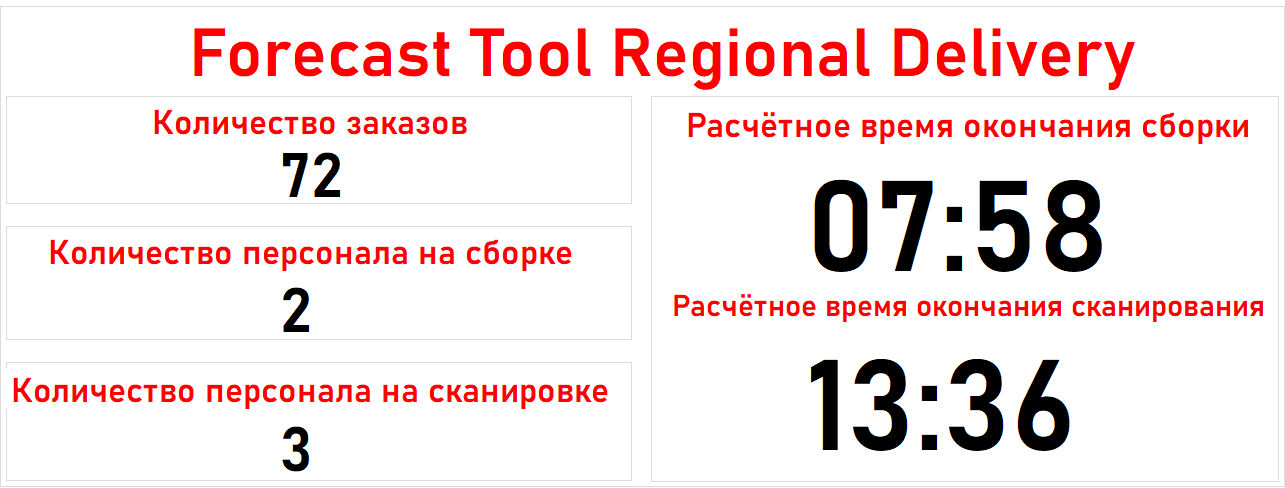 Forecast Tool Regional Delivery
Количество заказов
72
Количество персонала на сборке
2
Количество персонала на сканировке
3
Расчётное время окончания сборки
07:58
Расчётное время окончания сканирования
13:36